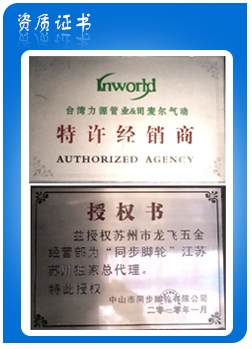 资质证书
Inworld
台湾力源管业&司麦尔气动
特许经销商
AUTHORIZED AGENCY
授权书
兹授权苏州市龙飞五金
经营部为“同步脚轮”江苏
苏州独家总代理。
特此授权
中山市同步脚轮有限公司
二〇一〇年一月